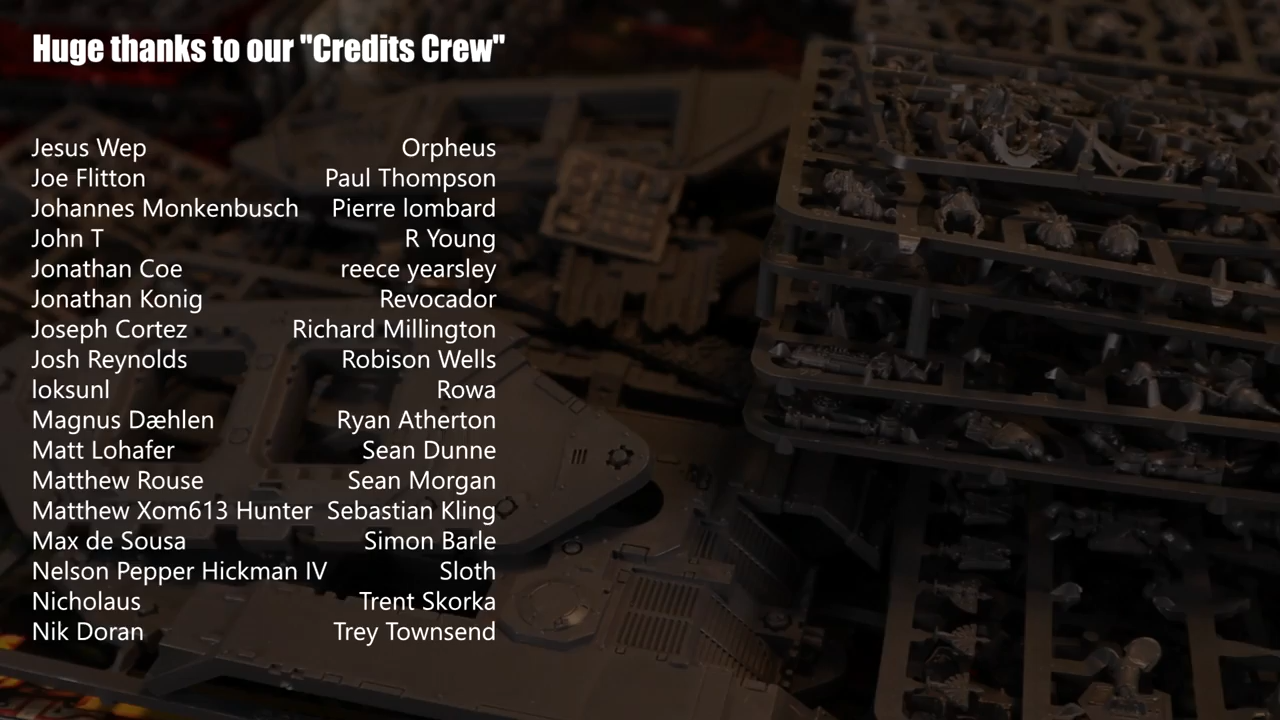 Huge thanks to our "Credits Crew"
Jesus Wep
Joe Flitton
Johannes Monkenbusch
John T
Jonathan Coe
Jonathan Konig
Joseph Cortez
Josh Reynolds
loksunl
Magnus Dæhlen
Matt Lohafer
Matthew Rouse
Matthew Xom613 Hunter
Max de Sousa
Nelson Pepper Hickman IV
Nicholaus
Nik Doran
Orpheus
Paul Thompson
Pierre lombard
R Young
reece yearsley
Revocador
Richard Millington
Robison Wells
Rowa
Ryan Atherton
Sean Dunne
Sean Morgan
Sebastian Kling
Simon Barle
Sloth
Trent Skorka
Trey Townsend